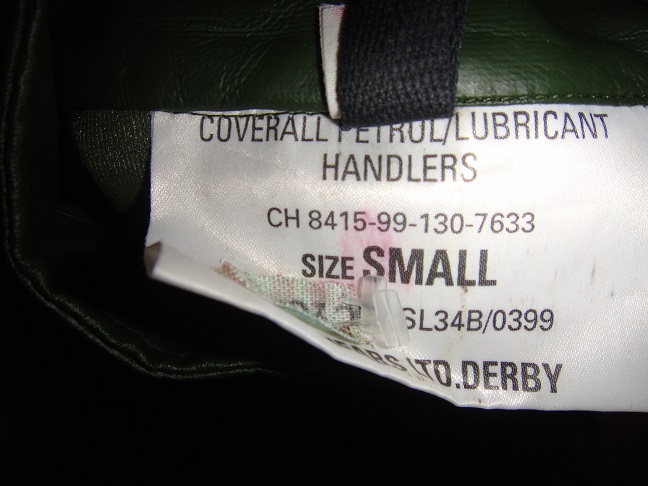 COVERALL PETROL/LUBRICANT
HANDLERS
CH 8415-99-130-7633
SIZE SMALL
SL34B/0399
LTD.DERBY